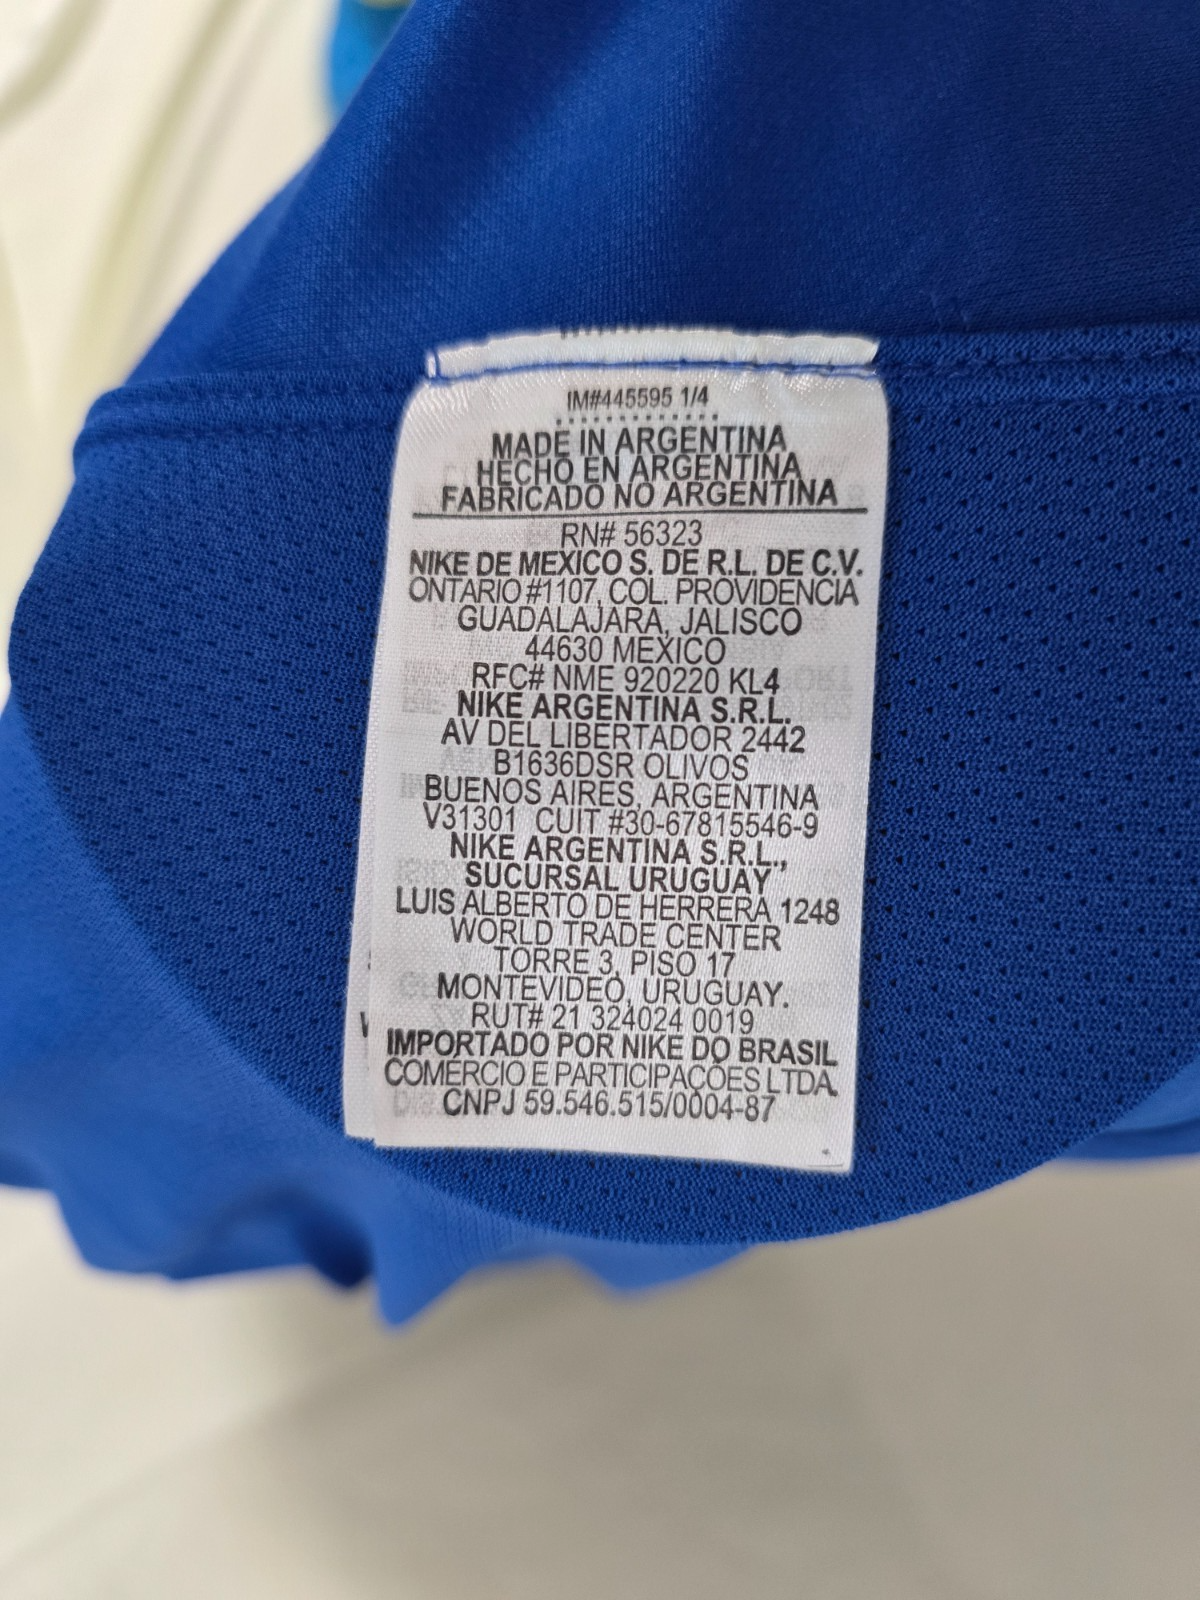 IM#445595 1/4
MADE IN ARGENTINA
HECHO EN ARGENTINA
FABRICADO NO ARGENTINA
RN# 56323
NIKE DE MEXICO S. DE R.L. DE C.V.
ONTARIO #1107, COL. PROVIDENCIA
GUADALAJARA, JALISCO
44630 MEXICO
RFC# NME 920220 KL4
NIKE ARGENTINA S.R.L.
AV DEL LIBERTADOR 2442
B1636DSR OLIVOS
BUENOS AIRES, ARGENTINA
V31301 CUIT #30-67815546-9
NIKE ARGENTINA S.R.L.,
SUCURSAL URUGUAY
LUIS ALBERTO DE HERRERA 1248
WORLD TRADE CENTER
TORRE 3, PISO 17
MONTEVIDEO, URUGUAY.
RUT# 21 324024 0019
IMPORTADO POR NIKE DO BRASIL
COMERCIO E PARTICIPAÇOES LTDA.
CNPJ 59.546.515/0004-87